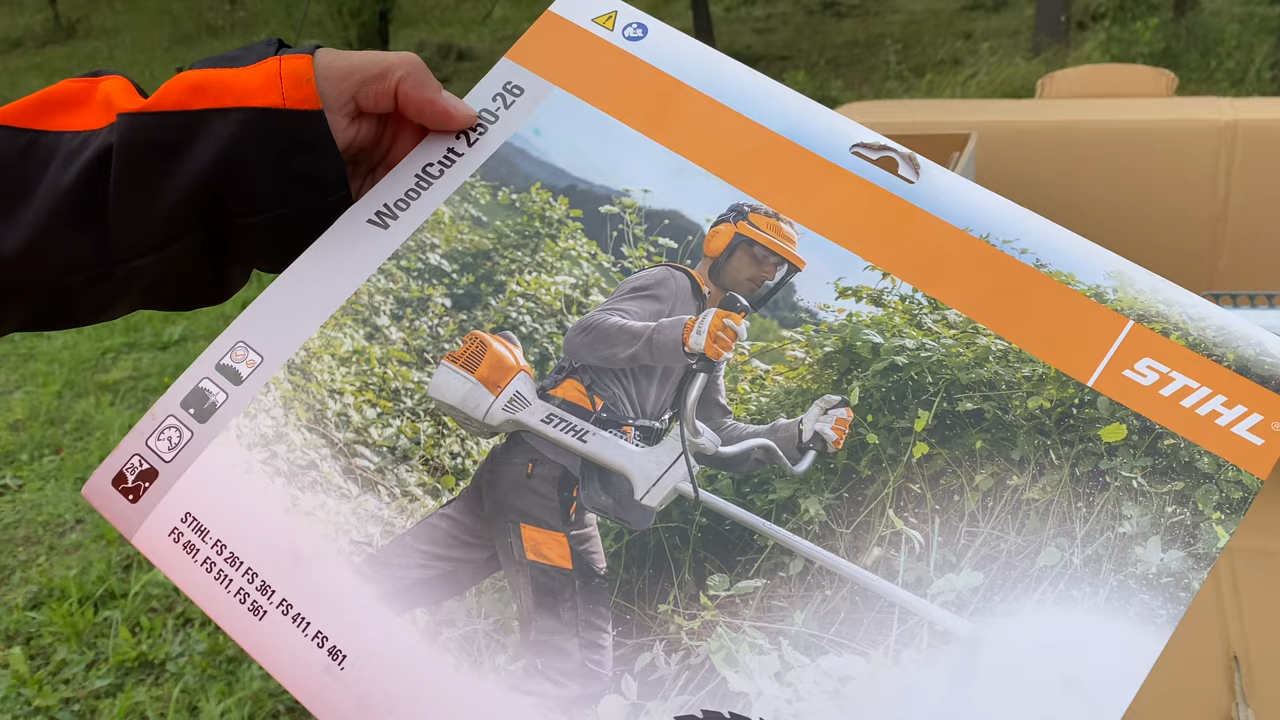 WoodCut 250-26
STIHL®
STIHL
26
STIHL: FS 261 FS 361, FS 411, FS 461,
FS 491, FS 511, FS 561